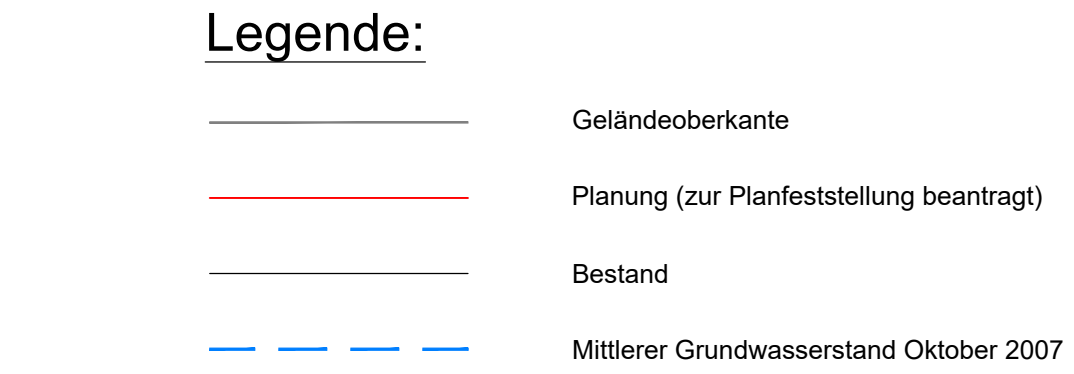 Legende:
Geländeoberkante
Planung (zur Planfeststellung beantragt)
Bestand
Mittlerer Grundwasserstand Oktober 2007